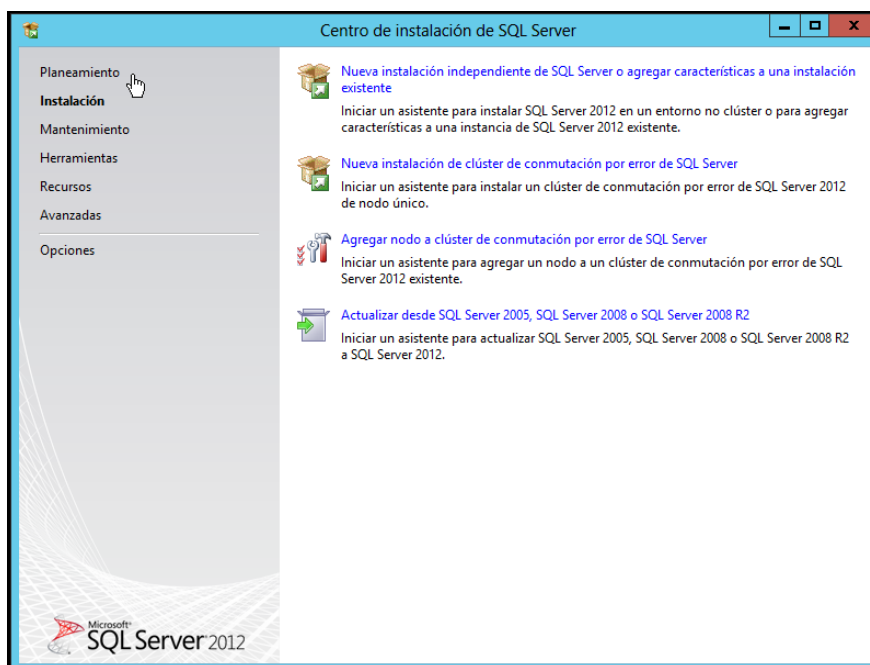 Centro de instalación de SQL Server
Planeamiento
Instalación
Mantenimiento
Herramientas
Recursos
Avanzadas
Opciones
Nueva instalación independiente de SQL Server o agregar características a una instalación
existente
Iniciar un asistente para instalar SQL Server 2012 en un entorno no clúster o para agregar
características a una instancia de SQL Server 2012 existente.
Nueva instalación de clúster de conmutación por error de SQL Server
Iniciar un asistente para instalar un clúster de conmutación por error de SQL Server 2012
de nodo único.
Agregar nodo a clúster de conmutación por error de SQL Server
Iniciar un asistente para agregar un nodo a un clúster de conmutación por error de SQL
Server 2012 existente.
Actualizar desde SQL Server 2005, SQL Server 2008 o SQL Server 2008 R2
Iniciar un asistente para actualizar SQL Server 2005, SQL Server 2008 o SQL Server 2008 R2
a SQL Server 2012.
Microsoft®
SQL Server® 2012